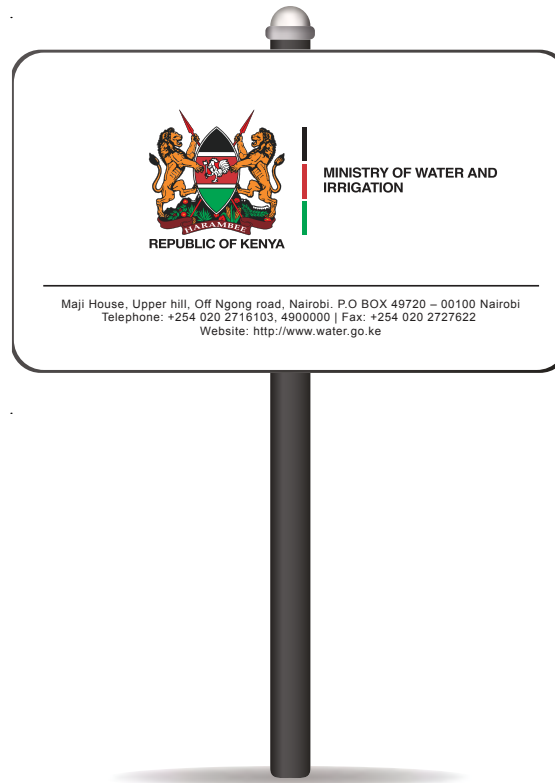 HARAMBEE
REPUBLIC OF KENYA
MINISTRY OF WATER AND
IRRIGATION
Maji House, Upper hill, Off Ngong road, Nairobi. P.O BOX 49720 – 00100 Nairobi
Telephone: +254 020 2716103, 4900000 | Fax: +254 020 2727622
Website: http://www.water.go.ke